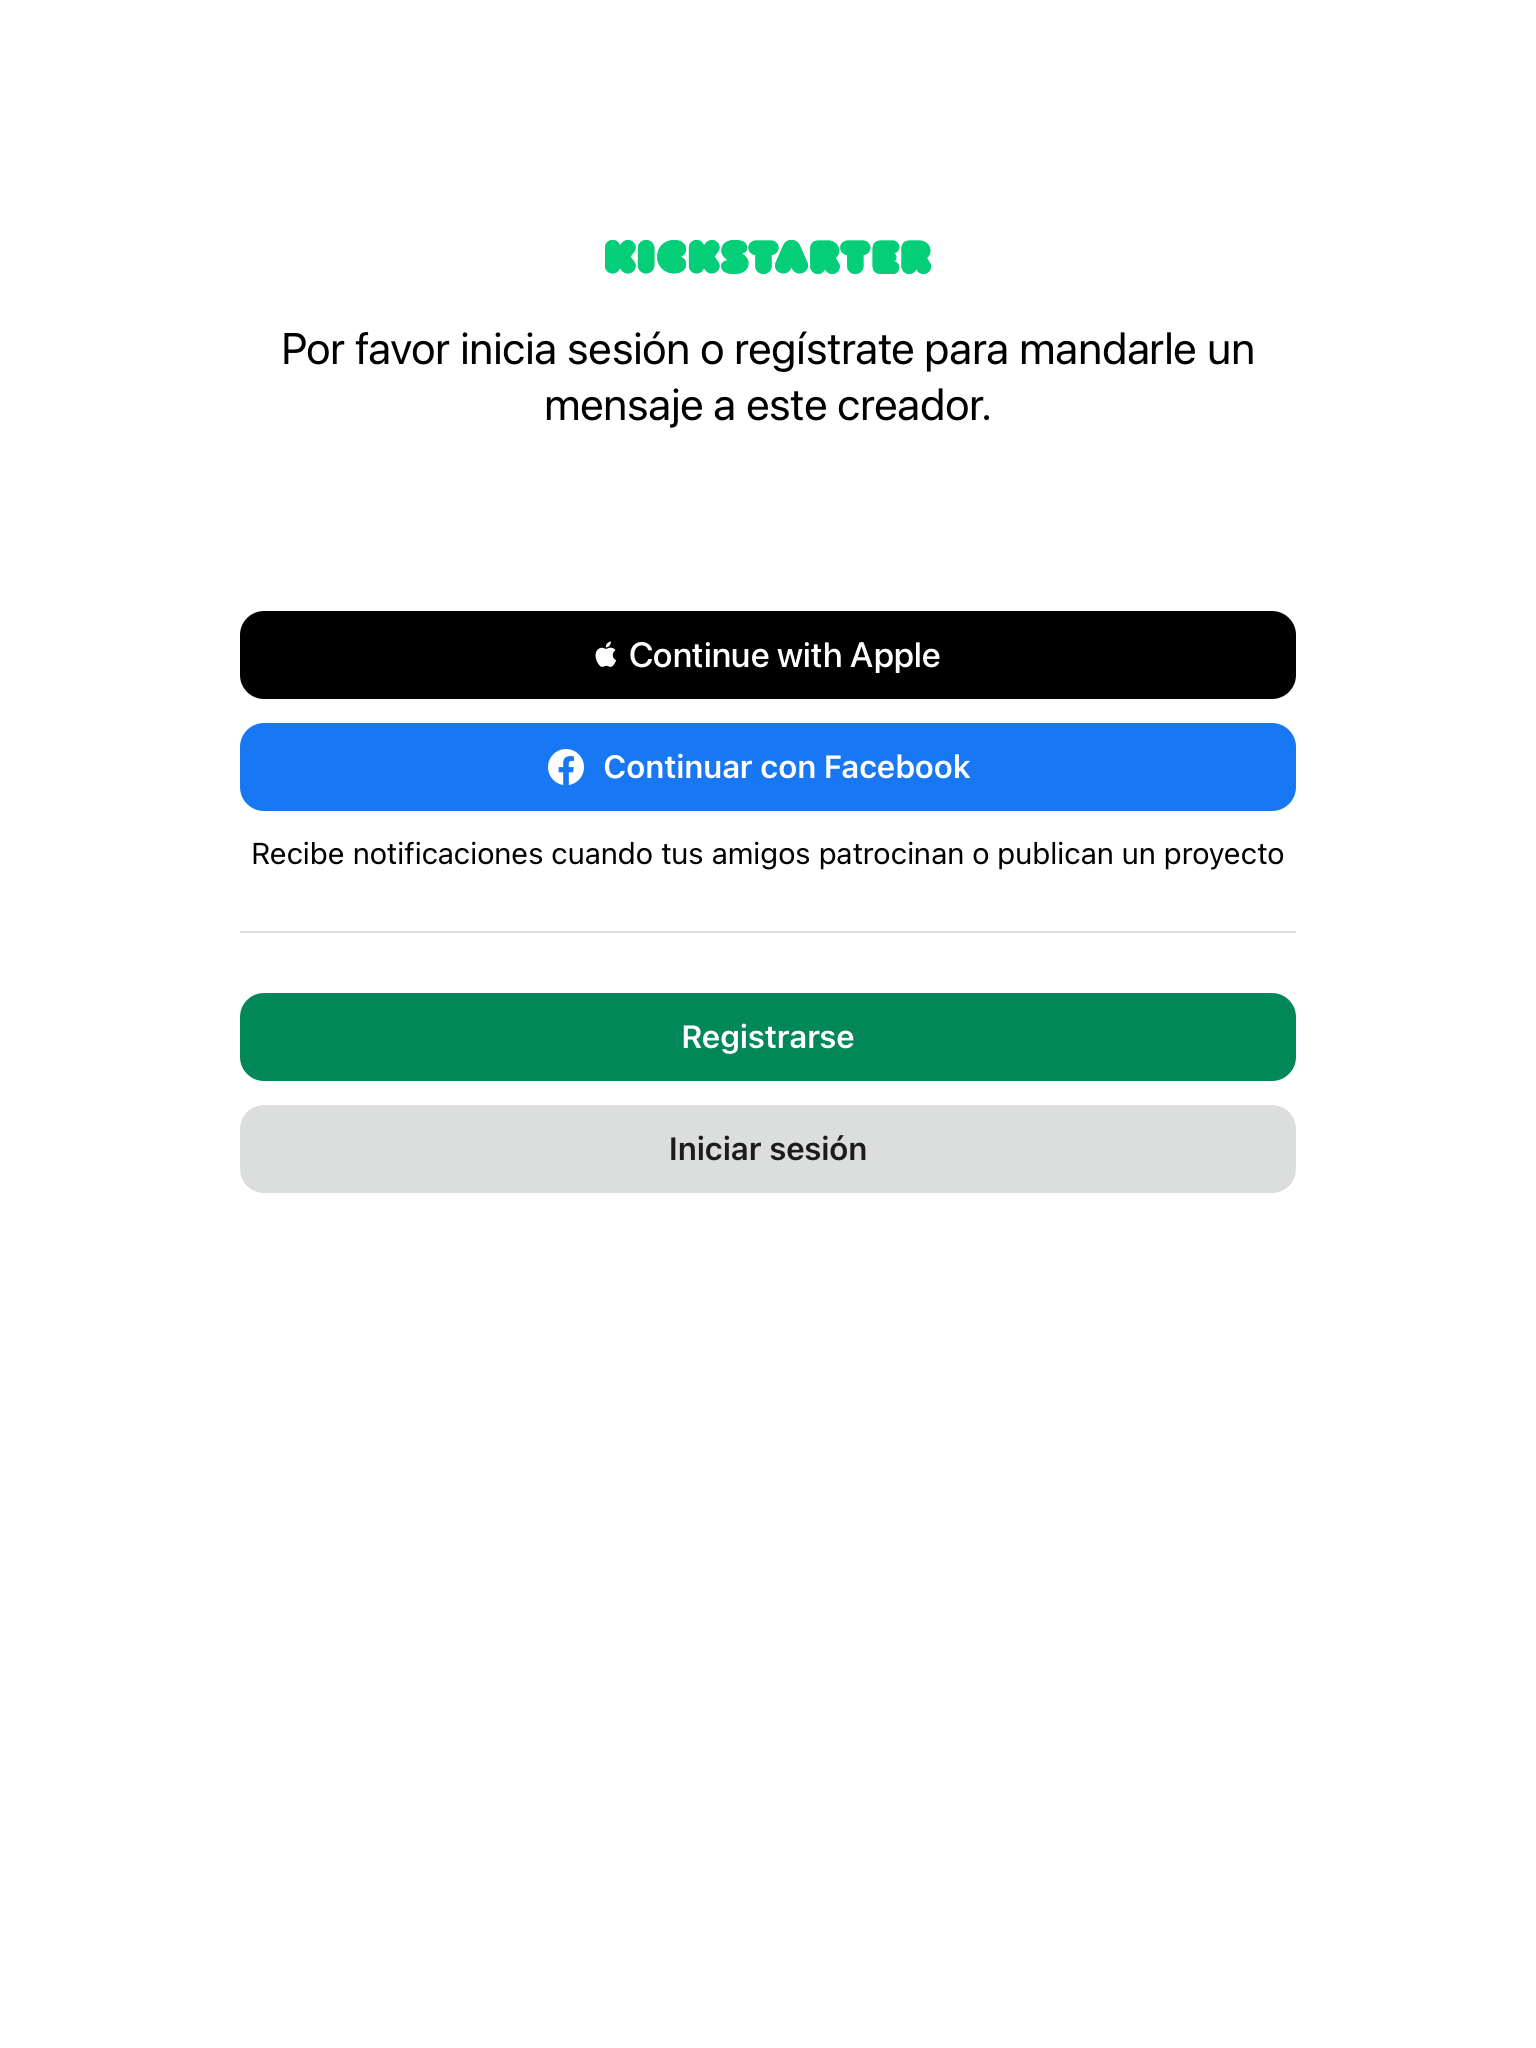 KICKSTARTER
Por favor inicia sesión o regístrate para mandarle un
mensaje a este creador.
Continue with Apple
Continuar con Facebook
Recibe notificaciones cuando tus amigos patrocinan o publican un proyecto
Registrarse
Iniciar sesión